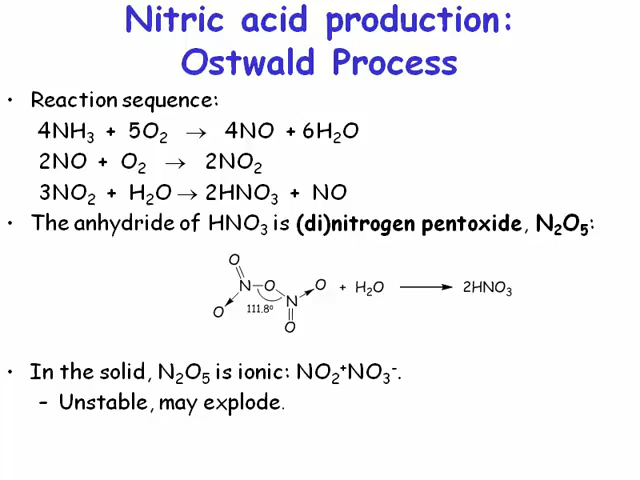 Nitric acid production:
Ostwald Process
• Reaction sequence:
4NH₃ + 5O₂ → 4NO + 6H₂O
2NO + O₂ → 2NO₂
3NO₂ + H₂O → 2HNO₃ + NO
• The anhydride of HNO₃ is (di)nitrogen pentoxide, N₂O₅:
O
N–O O + H₂O → 2HNO₃
O 111.8° N
O
• In the solid, N₂O₅ is ionic: NO₂⁺NO₃⁻.
– Unstable, may explode.